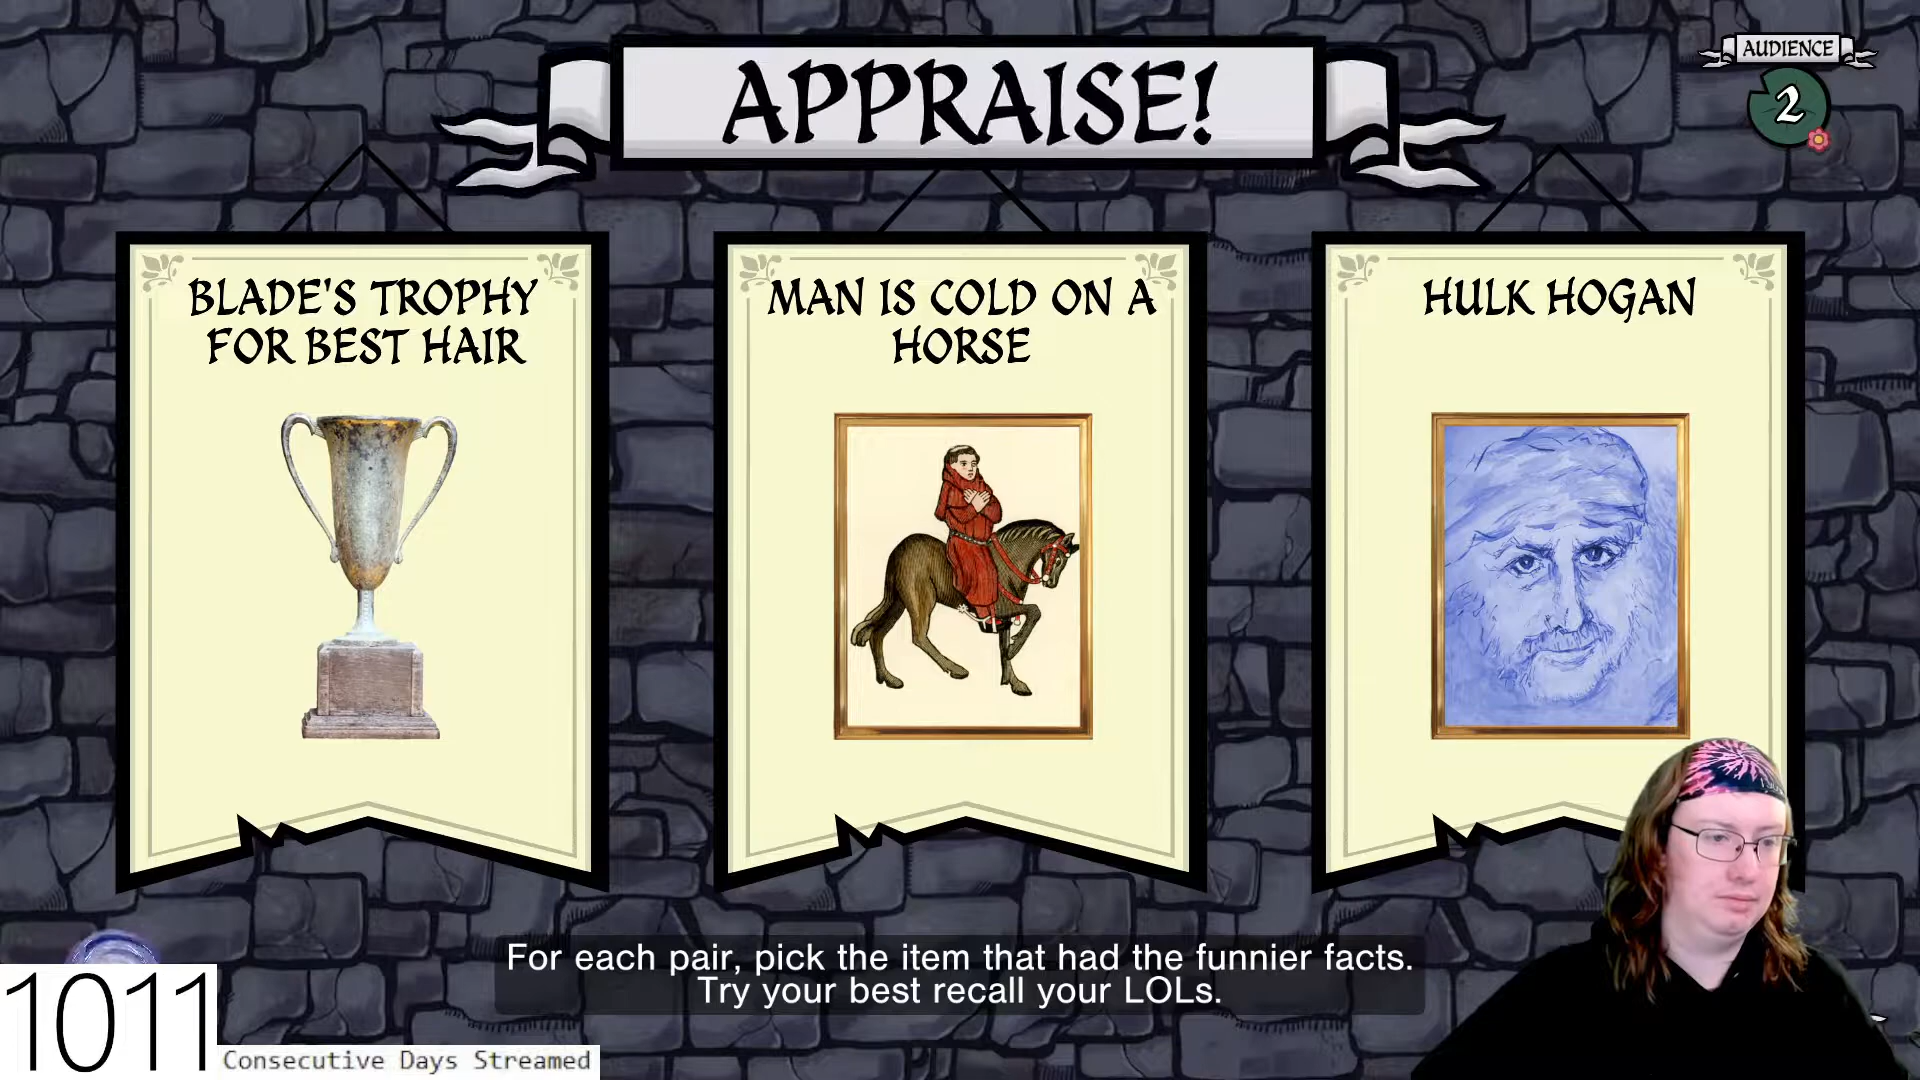 APPRAISE!
AUDIENCE
2
BLADE'S TROPHY
FOR BEST HAIR
MAN IS COLD ON A
HORSE
HULK HOGAN
For each pair, pick the item that had the funnier facts.
Try your best recall your LOLs.
1011
Consecutive Days Streamed